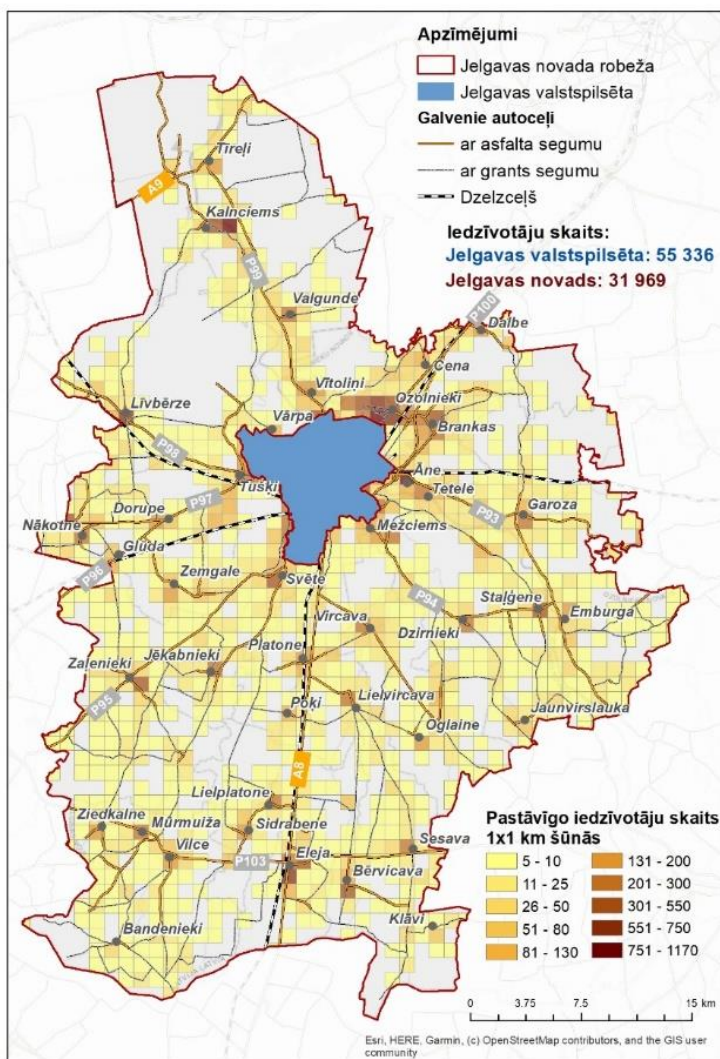 Apzīmējumi
Jelgavas novada robeža
Jelgavas valstspilsēta
Galvenie autoceļi
ar asfalta segumu
ar grants segumu
Dzelzceļš
Iedzīvotāju skaits:
Jelgavas valstspilsēta: 55 336
Jelgavas novads: 31 969
Tīreļi
A9
Kalnciems
P99
Valgunde
P100
Dalbe
Cena
Vītoliņi
Ozolnieki
Līvbērze
Vārpa
Brankas
P98
Tušķi
Āne
Tetele
P97
Dorupe
P93
Garoza
Nākotne
Mežciems
Glūda
P96
Zemgale
Svēte
Staļģene
P94
Emburga
Vircava
Dzirnieki
Platone
Jēkabnieki
Zaļenieki
P95
Poķi
Lielvircava
Jaunvirslauka
Oglaine
A8
Lielplatone
Ziedkalne
Mūrmuiža
Sidrabene
Vilce
P103
Eleja
Sesava
Bērvircava
Klāvi
Bandenieki
Pastāvīgo iedzīvotāju skaits
1x1 km šūnās
5 - 10
131 - 200
11 - 25
201 - 300
26 - 50
301 - 550
51 - 80
551 - 750
81 - 130
751 - 1170
0 3.75 7.5 15 km
Esri, HERE, Garmin, (c) OpenStreetMap contributors, and the GIS user
community